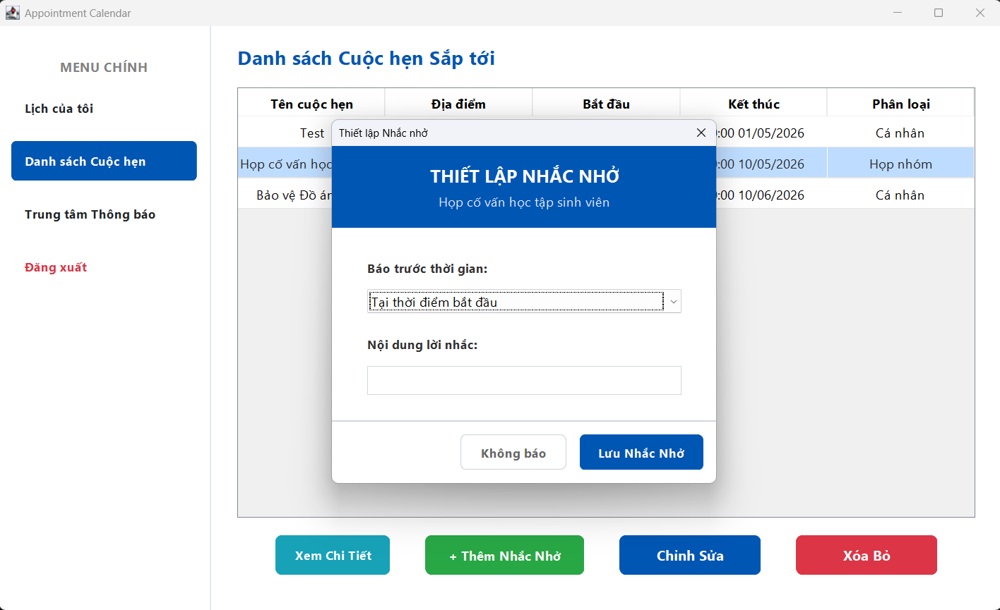 Appointment Calendar
MENU CHÍNH
Lịch của tôi
Danh sách Cuộc hẹn
Trung tâm Thông báo
Đăng xuất
Danh sách Cuộc hẹn Sắp tới
Tên cuộc hẹn Địa điểm Bắt đầu Kết thúc Phân loại
Test :00 01/05/2026 Cá nhân
Họp cố vấn học :00 10/05/2026 Họp nhóm
Bảo vệ Đồ án :00 10/06/2026 Cá nhân
Thiết lập Nhắc nhở
THIẾT LẬP NHẮC NHỞ
Họp cố vấn học tập sinh viên
Báo trước thời gian:
Tại thời điểm bắt đầu
Nội dung lời nhắc:
Không báo Lưu Nhắc Nhở
Xem Chi Tiết + Thêm Nhắc Nhở Chỉnh Sửa Xóa Bỏ